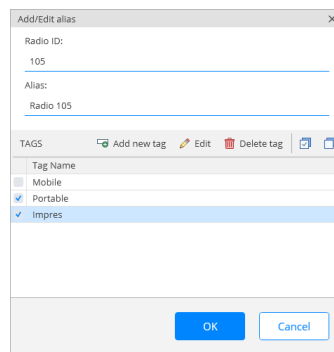 Add/Edit alias
Radio ID:
105
Alias:
Radio 105
TAGS Add new tag Edit Delete tag
Tag Name
Mobile
Portable
Impres
OK Cancel